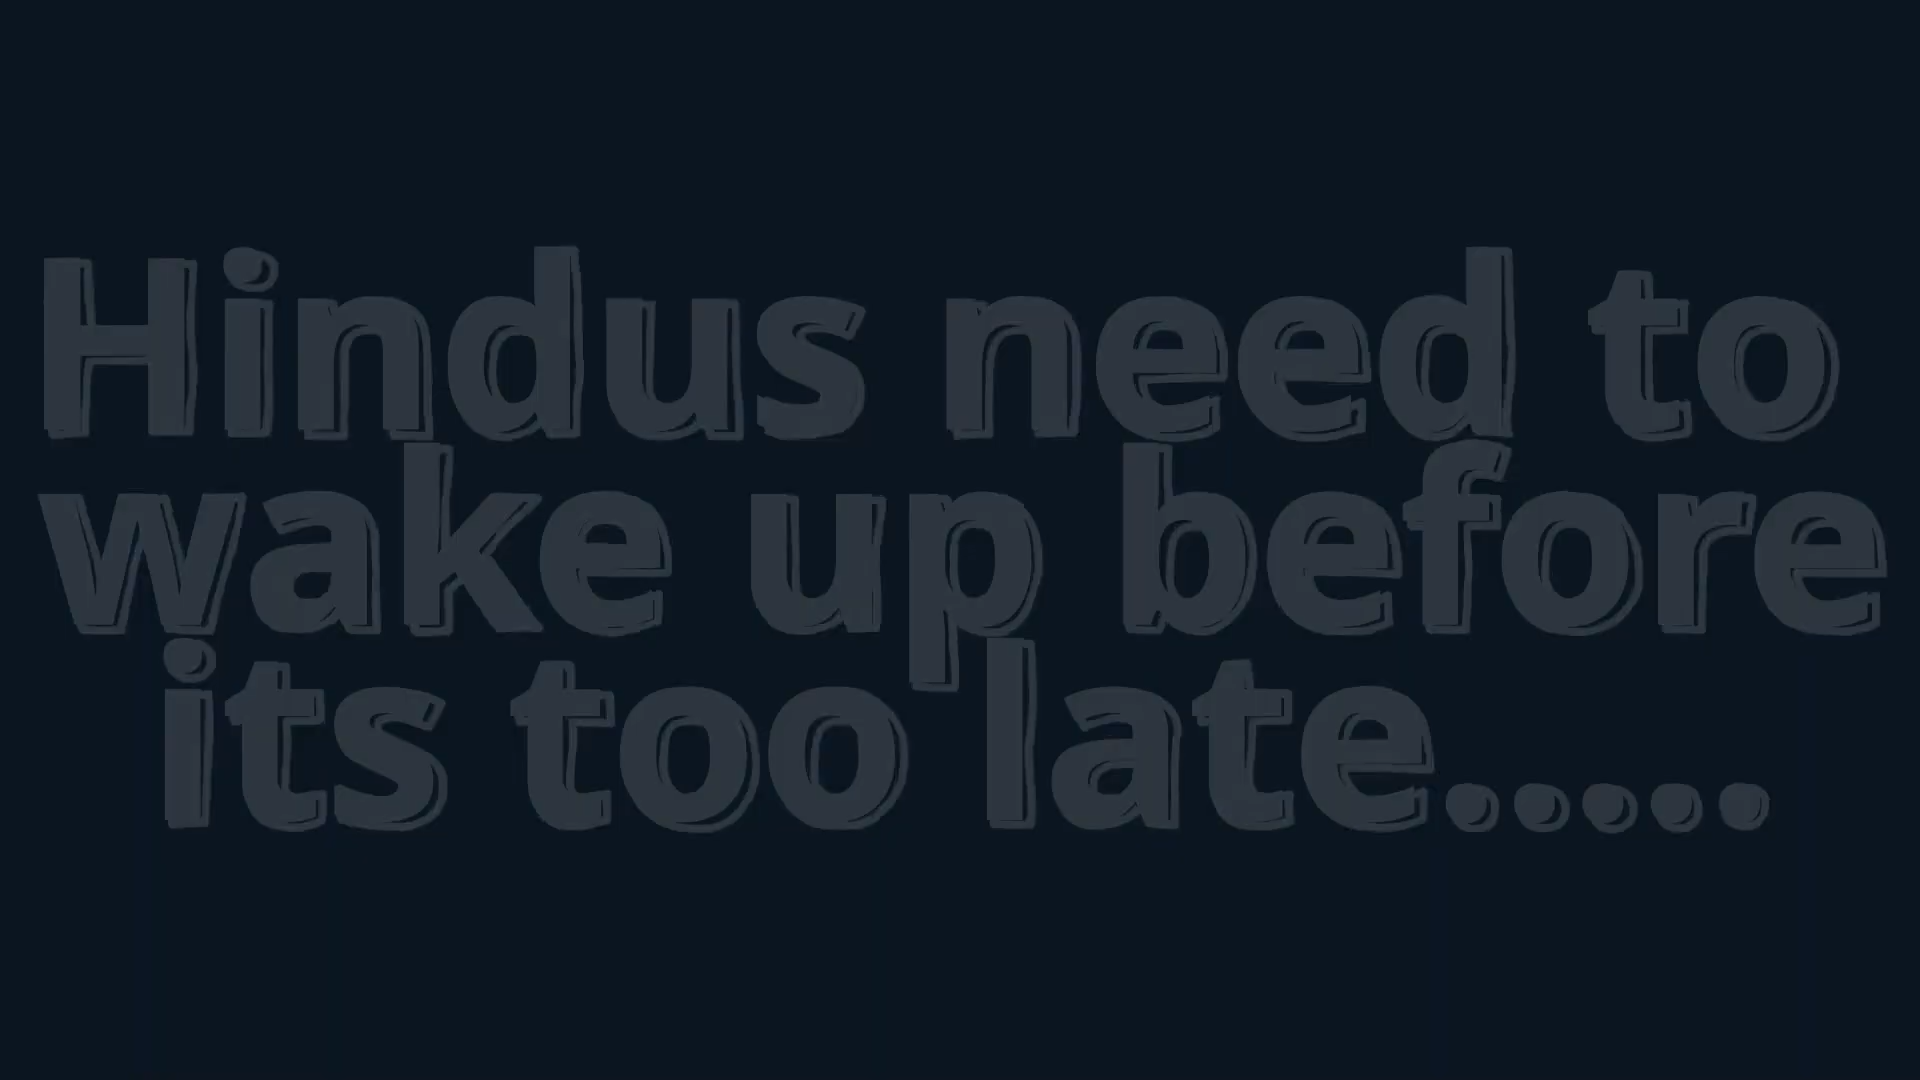 Hindus need to
wake up before
its too late.....